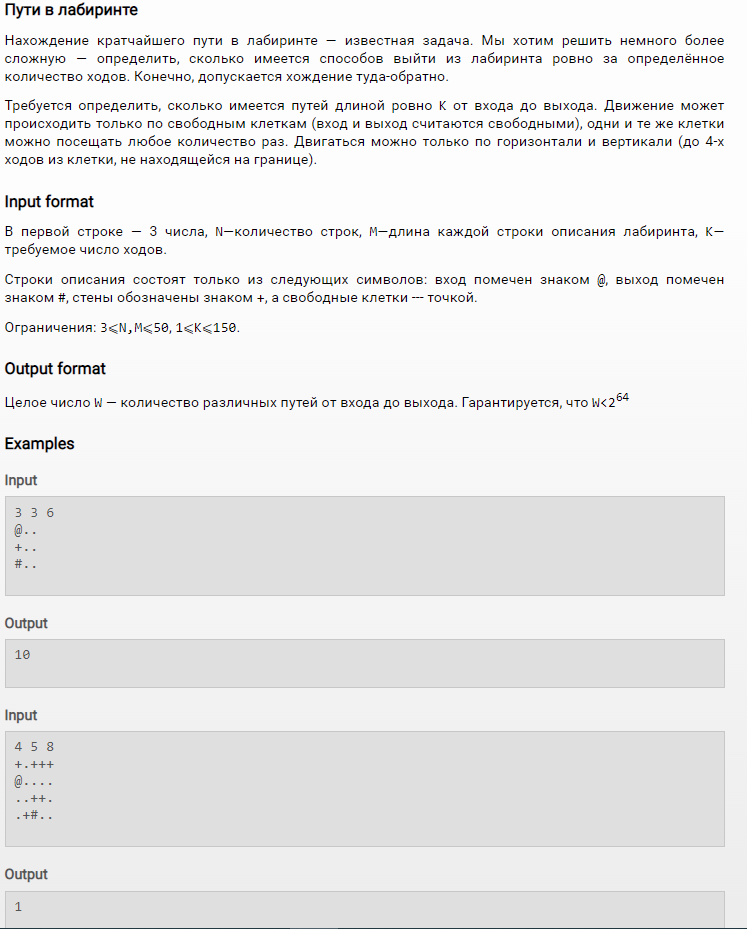 Пути в лабиринте
Нахождение кратчайшего пути в лабиринте — известная задача. Мы хотим решить немного более
сложную — определить, сколько имеется способов выйти из лабиринта ровно за определённое
количество ходов. Конечно, допускается хождение туда-обратно.
Требуется определить, сколько имеется путей длиной ровно K от входа до выхода. Движение может
происходить только по свободным клеткам (вход и выход считаются свободными), одни и те же клетки
можно посещать любое количество раз. Двигаться можно только по горизонтали и вертикали (до 4-х
ходов из клетки, не находящейся на границе).
Input format
В первой строке — 3 числа, N—количество строк, M—длина каждой строки описания лабиринта, K—
требуемое число ходов.
Строки описания состоят только из следующих символов: вход помечен знаком @, выход помечен
знаком #, стены обозначены знаком +, а свободные клетки --- точкой.
Ограничения: 3⩽N,M⩽50, 1⩽K⩽150.
Output format
Целое число W — количество различных путей от входа до выхода. Гарантируется, что W<2^64
Examples
Input
3 3 6
@..
+..
#..
Output
10
Input
4 5 8
+.+++
@....
..++.
.+#..
Output
1